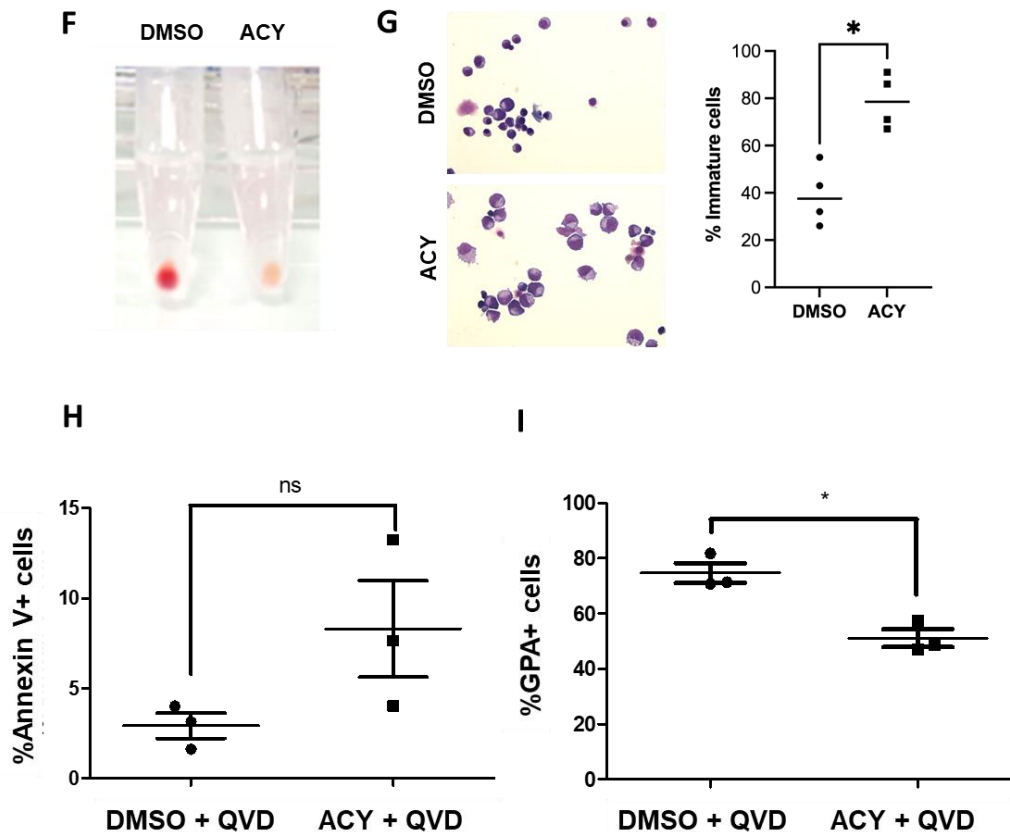 F
DMSO ACY
G
DMSO
ACY
% Immature cells
100
80
60
40
20
0
*
DMSO ACY
H
%Annexin V+ cells
15
10
5
0
ns
DMSO + QVD ACY + QVD
I
%GPA+ cells
100
80
60
40
20
0
*
DMSO + QVD ACY + QVD